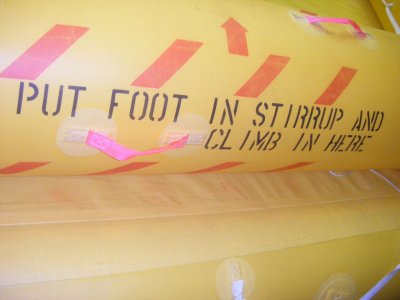 PUT FOOT IN STIRRUP AND
CLIMB IN HERE